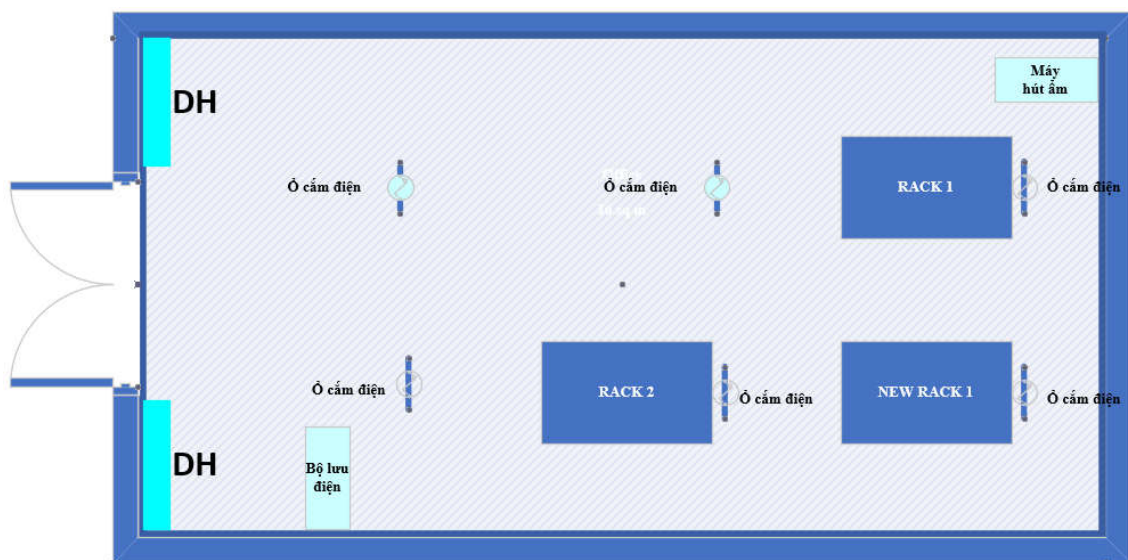 Máy
hút ẩm
DH
Ổ cắm điện
Ổ cắm điện
RACK 1
Ổ cắm điện
Ổ cắm điện
RACK 2
Ổ cắm điện
NEW RACK 1
Ổ cắm điện
DH
Bộ lưu
điện